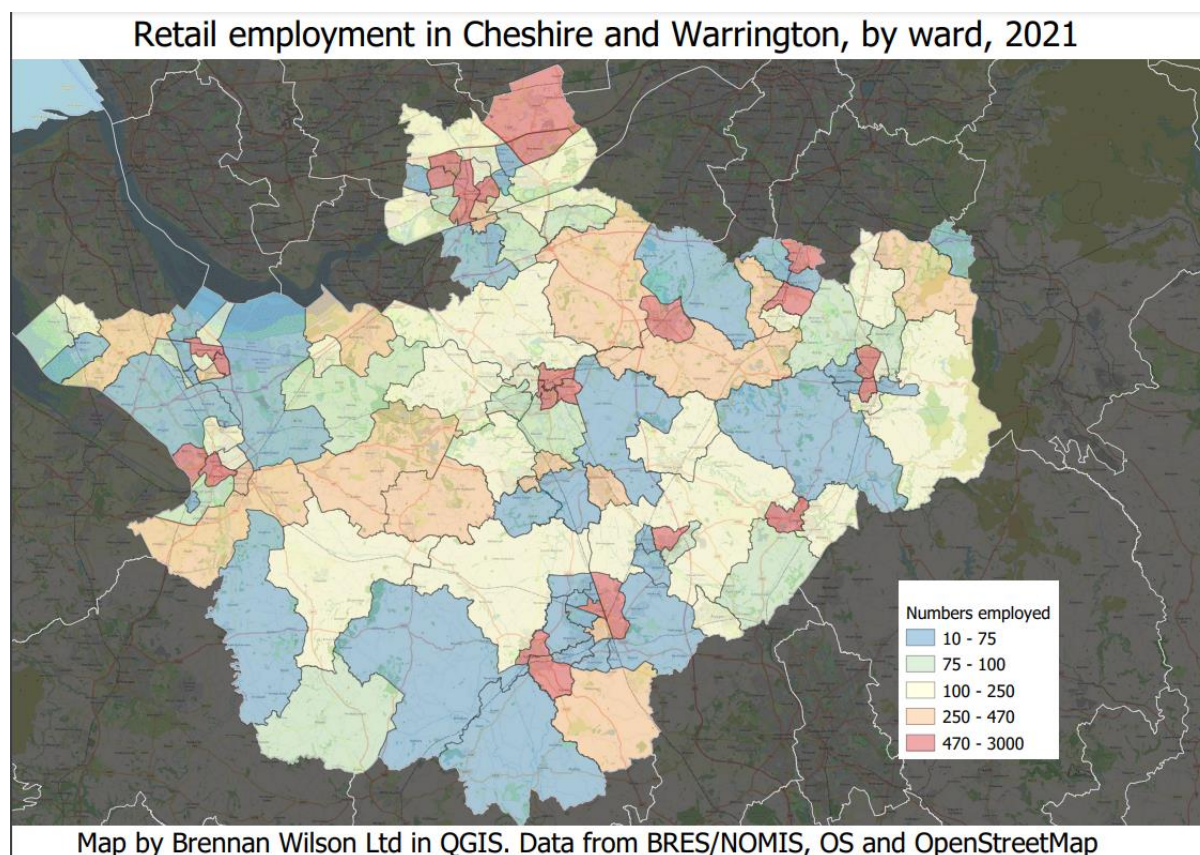 Retail employment in Cheshire and Warrington, by ward, 2021
Numbers employed
10 - 75
75 - 100
100 - 250
250 - 470
470 - 3000
Map by Brennan Wilson Ltd in QGIS. Data from BRES/NOMIS, OS and OpenStreetMap